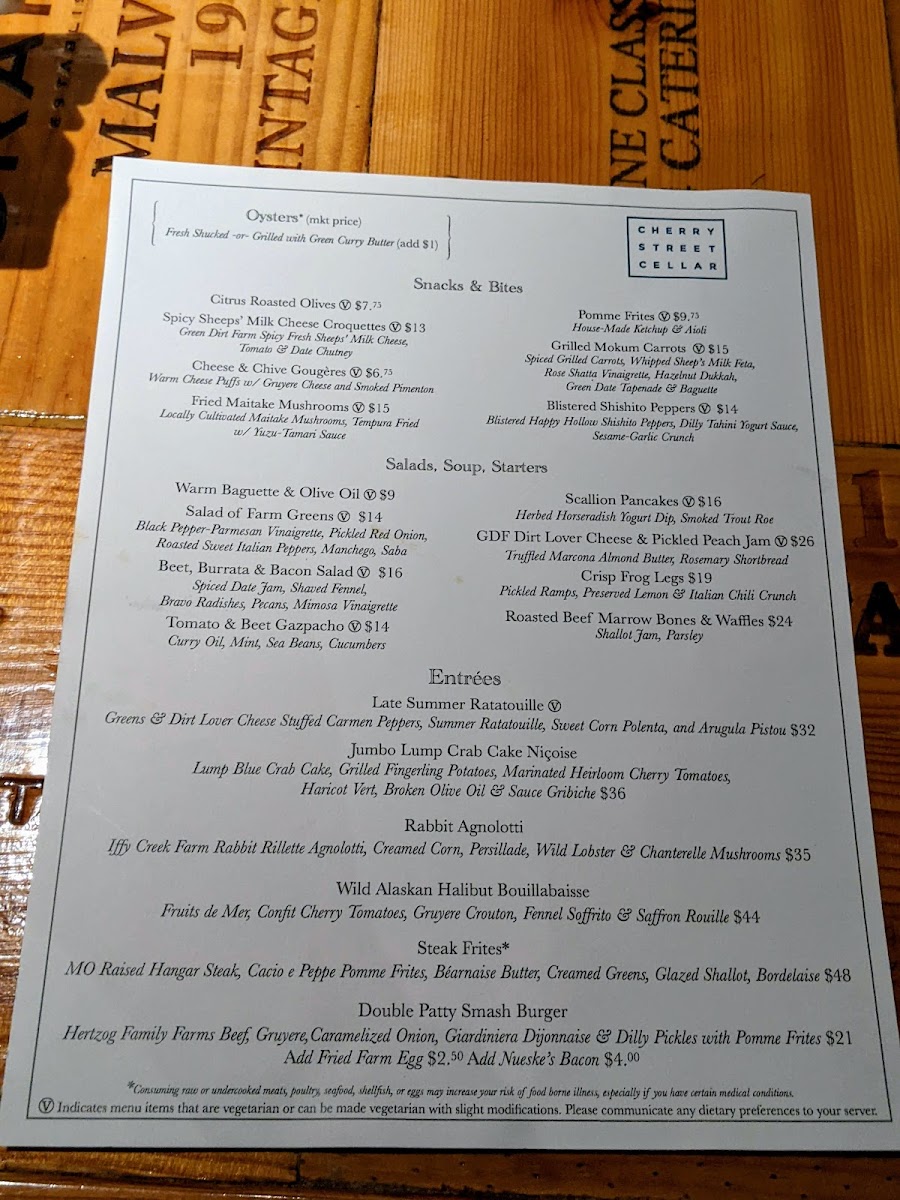 MALV
19
INTAG
ESTABLI
NE CLASS
CATERI
Oysters* (mkt price)
Fresh Shucked -or- Grilled with Green Curry Butter (add $1)
CHERRY
STREET
CELLAR
Snacks & Bites
Citrus Roasted Olives Ⓥ $7.75
Spicy Sheeps' Milk Cheese Croquettes Ⓥ $13
Green Dirt Farm Spicy Fresh Sheeps' Milk Cheese,
Tomato & Date Chutney
Cheese & Chive Gougères Ⓥ $6.75
Warm Cheese Puffs w/ Gruyere Cheese and Smoked Pimenton
Fried Maitake Mushrooms Ⓥ $15
Locally Cultivated Maitake Mushrooms, Tempura Fried
w/ Yuzu-Tamari Sauce
Pomme Frites Ⓥ $9.75
House-Made Ketchup & Aioli
Grilled Mokum Carrots Ⓥ $15
Spiced Grilled Carrots, Whipped Sheep's Milk Feta,
Rose Shatta Vinaigrette, Hazelnut Dukkah,
Green Date Tapenade & Baguette
Blistered Shishito Peppers Ⓥ $14
Blistered Happy Hollow Shishito Peppers, Dilly Tahini Yogurt Sauce,
Sesame-Garlic Crunch
Salads, Soup, Starters
Warm Baguette & Olive Oil Ⓥ $9
Salad of Farm Greens Ⓥ $14
Black Pepper-Parmesan Vinaigrette, Pickled Red Onion,
Roasted Sweet Italian Peppers, Manchego, Saba
Beet, Burrata & Bacon Salad Ⓥ $16
Spiced Date Jam, Shaved Fennel,
Bravo Radishes, Pecans, Mimosa Vinaigrette
Tomato & Beet Gazpacho Ⓥ $14
Curry Oil, Mint, Sea Beans, Cucumbers
Scallion Pancakes Ⓥ $16
Herbed Horseradish Yogurt Dip, Smoked Trout Roe
GDF Dirt Lover Cheese & Pickled Peach Jam Ⓥ $26
Truffled Marcona Almond Butter, Rosemary Shortbread
Crisp Frog Legs $19
Pickled Ramps, Preserved Lemon & Italian Chili Crunch
Roasted Beef Marrow Bones & Waffles $24
Shallot Jam, Parsley
Entrées
Late Summer Ratatouille Ⓥ
Greens & Dirt Lover Cheese Stuffed Carmen Peppers, Summer Ratatouille, Sweet Corn Polenta, and Arugula Pistou $32
Jumbo Lump Crab Cake Niçoise
Lump Blue Crab Cake, Grilled Fingerling Potatoes, Marinated Heirloom Cherry Tomatoes,
Haricot Vert, Broken Olive Oil & Sauce Gribiche $36
Rabbit Agnolotti
Iffy Creek Farm Rabbit Rillette Agnolotti, Creamed Corn, Persillade, Wild Lobster & Chanterelle Mushrooms $35
Wild Alaskan Halibut Bouillabaisse
Fruits de Mer, Confit Cherry Tomatoes, Gruyere Crouton, Fennel Soffrito & Saffron Rouille $44
Steak Frites*
MO Raised Hangar Steak, Cacio e Peppe Pomme Frites, Béarnaise Butter, Creamed Greens, Glazed Shallot, Bordelaise $48
Double Patty Smash Burger
Hertzog Family Farms Beef, Gruyere, Caramelized Onion, Giardiniera Dijonnaise & Dilly Pickles with Pomme Frites $21
Add Fried Farm Egg $2.50 Add Nueske's Bacon $4.00
*Consuming raw or undercooked meats, poultry, seafood, shellfish, or eggs may increase your risk of food borne illness, especially if you have certain medical conditions.
Ⓥ Indicates menu items that are vegetarian or can be made vegetarian with slight modifications. Please communicate any dietary preferences to your server.